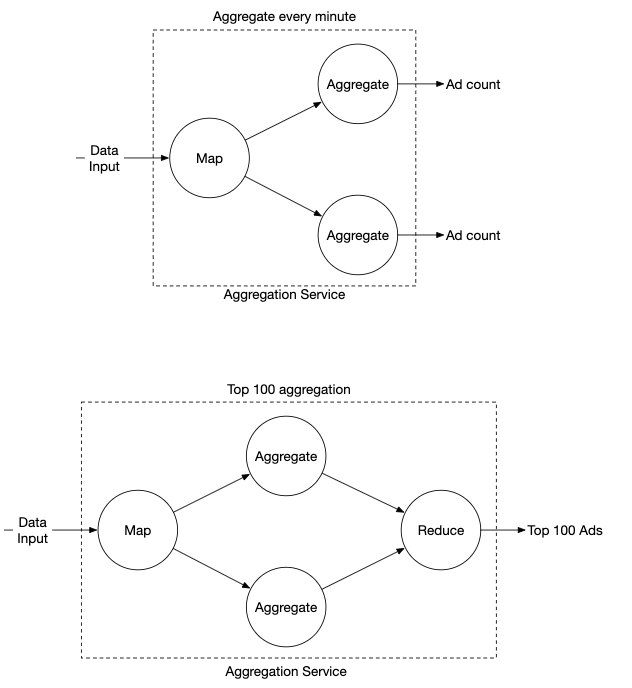 Aggregate every minute
Aggregate
Ad count
Data
Input
Map
Aggregate
Ad count
Aggregation Service
Top 100 aggregation
Aggregate
Data
Input
Map
Reduce
Top 100 Ads
Aggregate
Aggregation Service